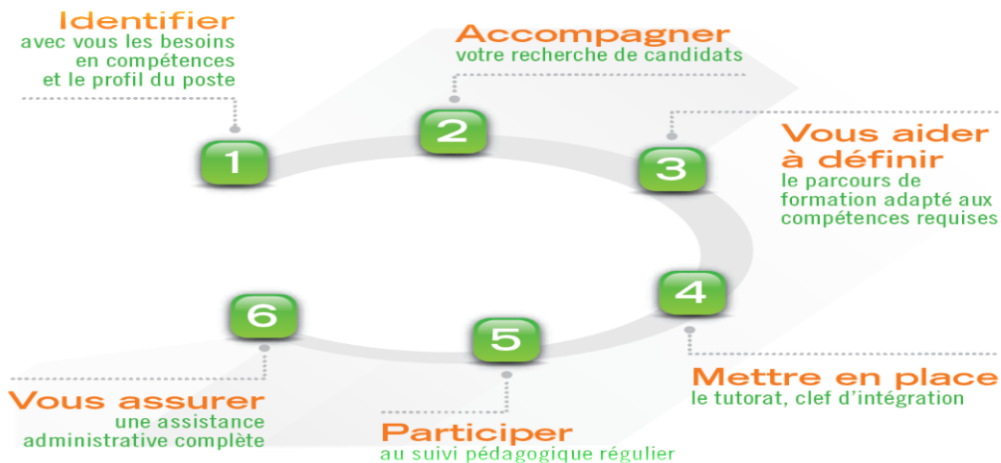 Identifier
avec vous les besoins
en compétences
et le profil du poste
1
Accompagner
votre recherche de candidats
2
Vous aider
à définir
le parcours de
formation adapté aux
compétences requises
3
4
Mettre en place
le tutorat, clef d'intégration
5
Participer
au suivi pédagogique régulier
6
Vous assurer
une assistance
administrative complète